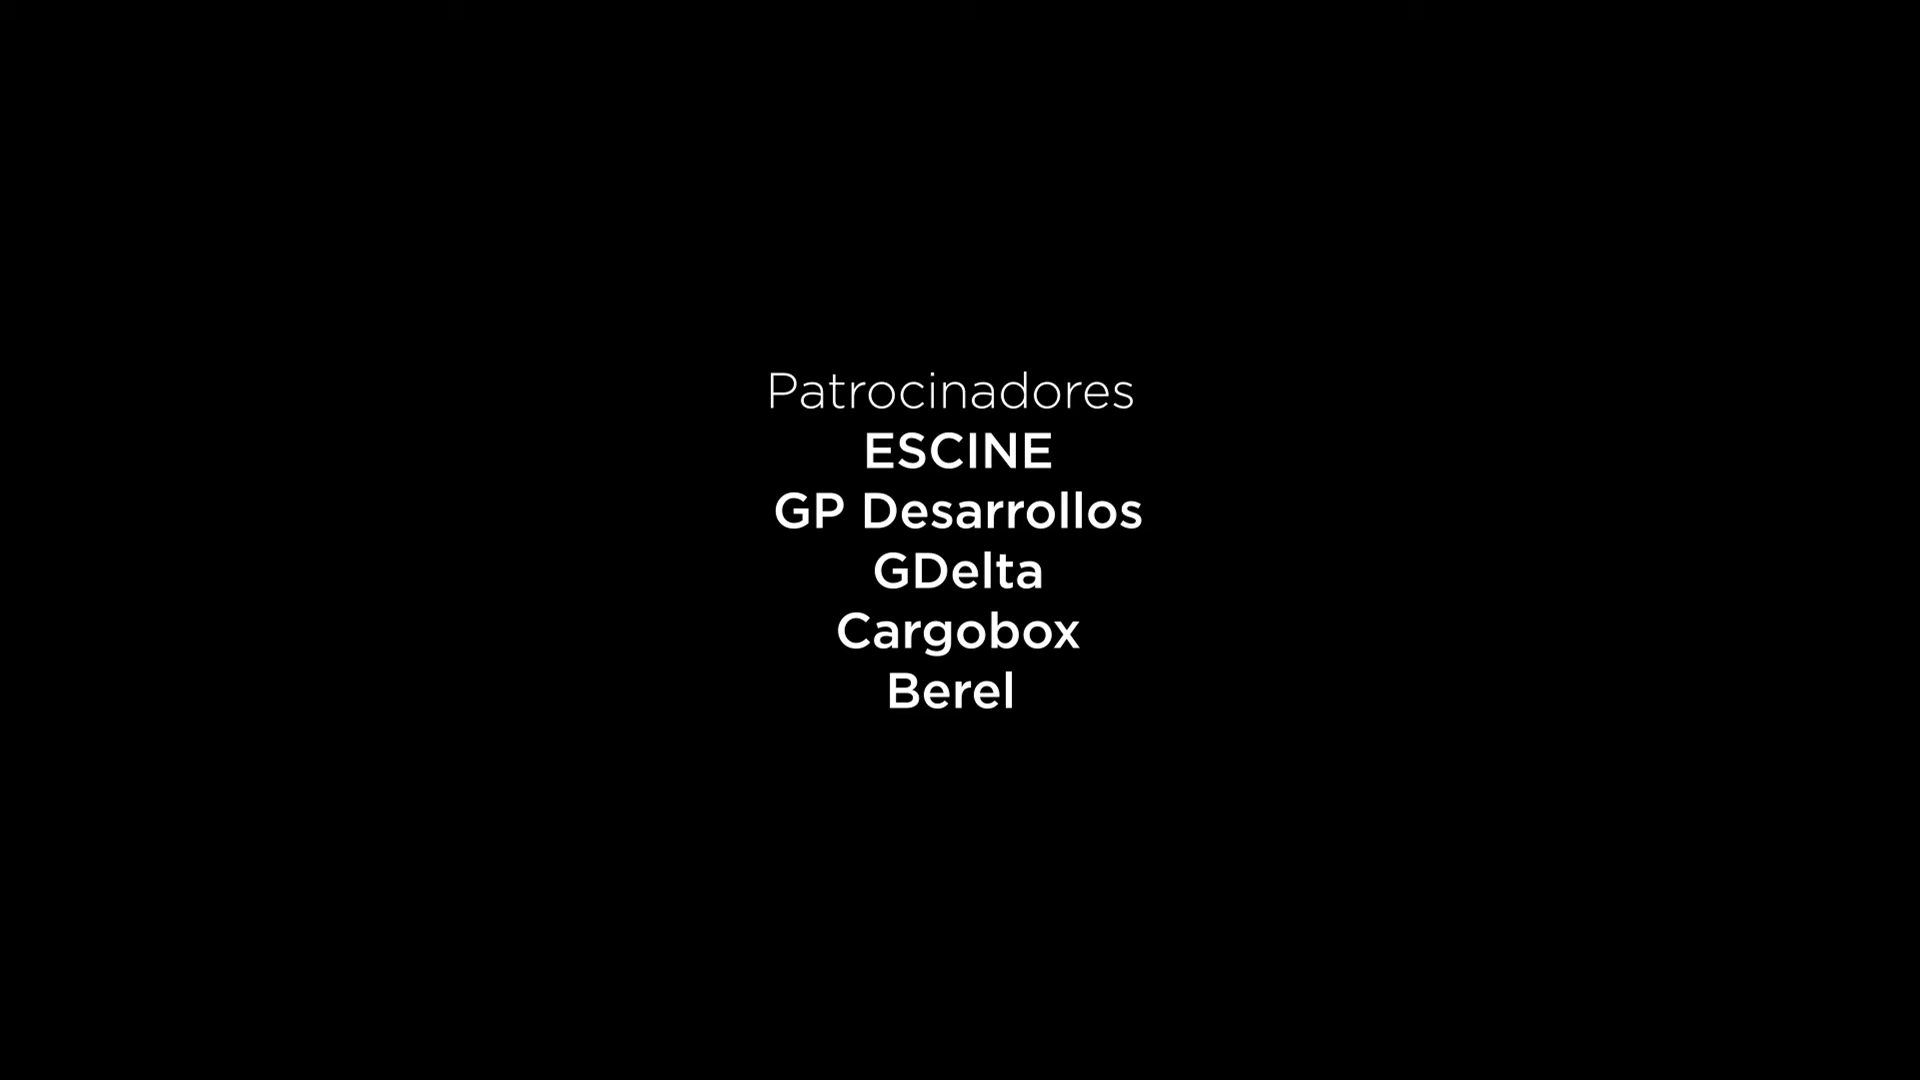 Patrocinadores
ESCINE
GP Desarrollos
GDelta
Cargobox
Berel